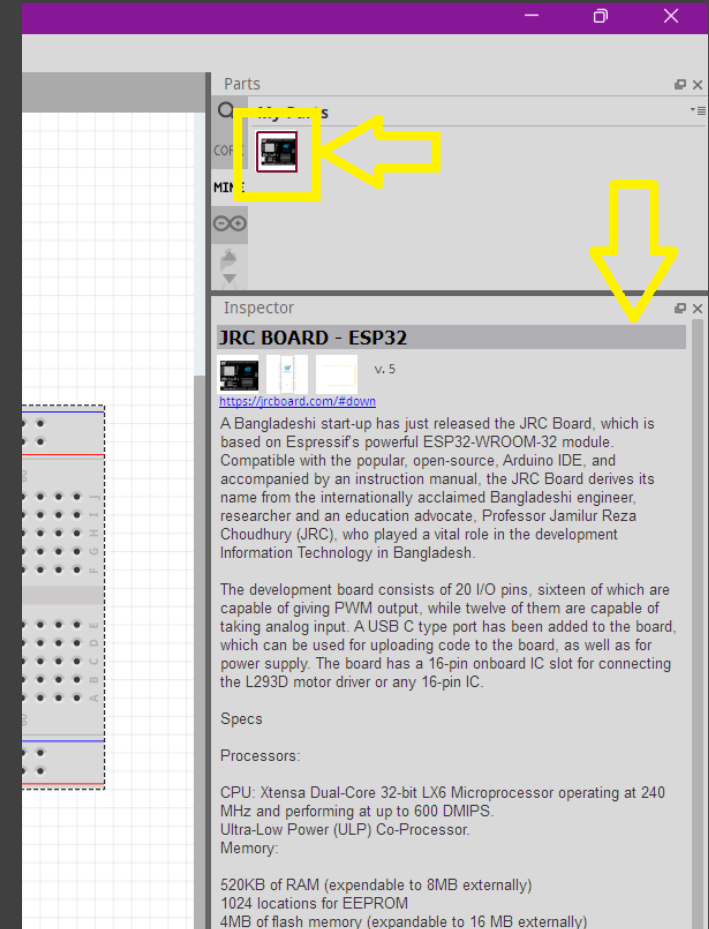 Parts
My Parts
CORE
MINE
Inspector
JRC BOARD - ESP32
v. 5
https://jrcboard.com/#down
A Bangladeshi start-up has just released the JRC Board, which is
based on Espressif's powerful ESP32-WROOM-32 module.
Compatible with the popular, open-source, Arduino IDE, and
accompanied by an instruction manual, the JRC Board derives its
name from the internationally acclaimed Bangladeshi engineer,
researcher and an education advocate, Professor Jamilur Reza
Choudhury (JRC), who played a vital role in the development
Information Technology in Bangladesh.
The development board consists of 20 I/O pins, sixteen of which are
capable of giving PWM output, while twelve of them are capable of
taking analog input. A USB C type port has been added to the board,
which can be used for uploading code to the board, as well as for
power supply. The board has a 16-pin onboard IC slot for connecting
the L293D motor driver or any 16-pin IC.
Specs
Processors:
CPU: Xtensa Dual-Core 32-bit LX6 Microprocessor operating at 240
MHz and performing at up to 600 DMIPS.
Ultra-Low Power (ULP) Co-Processor.
Memory:
520KB of RAM (expendable to 8MB externally)
1024 locations for EEPROM
4MB of flash memory (expandable to 16 MB externally)
60
J
I
H
G
F
E
D
C
B
A
60